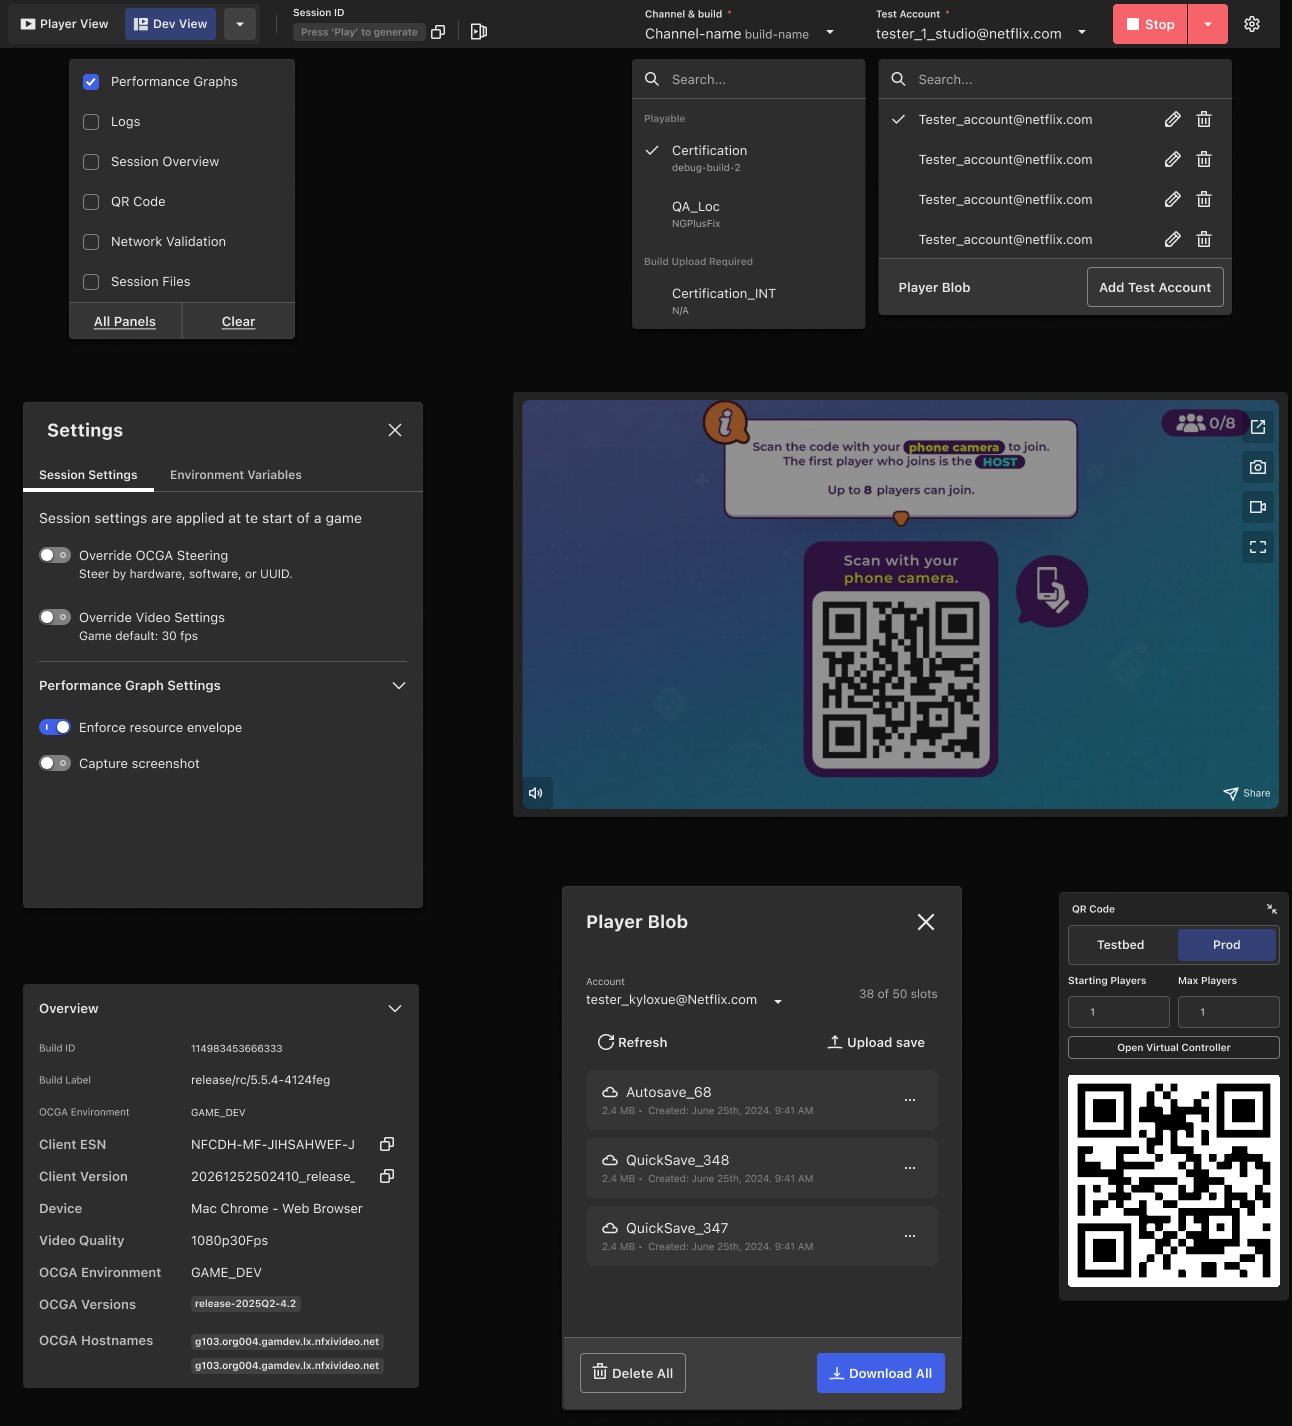 Player View
Dev View
Session ID
Press 'Play' to generate
Channel & build *
Channel-name build-name
Test Account *
tester_1_studio@netflix.com
Stop
Performance Graphs
Logs
Session Overview
QR Code
Network Validation
Session Files
All Panels
Clear
Search...
Playable
Certification
debug-build-2
QA_Loc
NGPlusFix
Build Upload Required
Certification_INT
N/A
Search...
Tester_account@netflix.com
Tester_account@netflix.com
Tester_account@netflix.com
Tester_account@netflix.com
Player Blob
Add Test Account
Settings
Session Settings
Environment Variables
Session settings are applied at te start of a game
Override OCGA Steering
Steer by hardware, software, or UUID.
Override Video Settings
Game default: 30 fps
Performance Graph Settings
Enforce resource envelope
Capture screenshot
i
Scan the code with your phone camera to join.
The first player who joins is the HOST
Up to 8 players can join.
0/8
Scan with your
phone camera.
Share
Overview
Build ID
114983453666333
Build Label
release/rc/5.5.4-4124feg
OCGA Environment
GAME_DEV
Client ESN
NFCDH-MF-JIHSAHWEF-J
Client Version
20261252502410_release_
Device
Mac Chrome - Web Browser
Video Quality
1080p30Fps
OCGA Environment
GAME_DEV
OCGA Versions
release-2025Q2-4.2
OCGA Hostnames
g103.org004.gamdev.lx.nfxivideo.net
g103.org004.gamdev.lx.nfxivideo.net
Player Blob
Account
tester_kyloxue@Netflix.com
38 of 50 slots
Refresh
Upload save
Autosave_68
2.4 MB • Created: June 25th, 2024. 9:41 AM
QuickSave_348
2.4 MB • Created: June 25th, 2024. 9:41 AM
QuickSave_347
2.4 MB • Created: June 25th, 2024. 9:41 AM
Delete All
Download All
QR Code
Testbed
Prod
Starting Players
Max Players
1
1
Open Virtual Controller